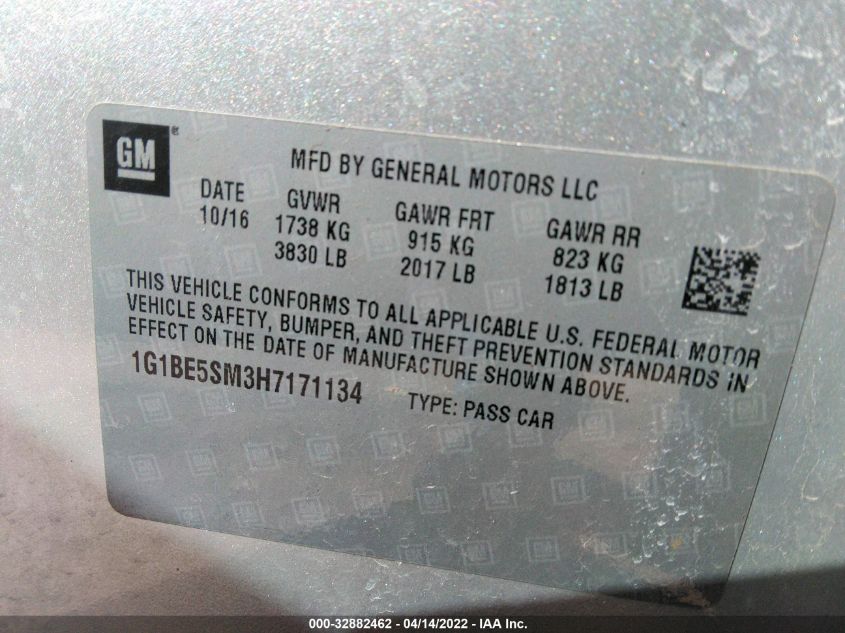 GM®
MFD BY GENERAL MOTORS LLC
DATE GVWR GAWR FRT GAWR RR
10/16 1738 KG 915 KG 823 KG
3830 LB 2017 LB 1813 LB
THIS VEHICLE CONFORMS TO ALL APPLICABLE U.S. FEDERAL MOTOR
VEHICLE SAFETY, BUMPER, AND THEFT PREVENTION STANDARDS IN
EFFECT ON THE DATE OF MANUFACTURE SHOWN ABOVE.
1G1BE5SM3H7171134 TYPE: PASS CAR
000-32882462 - 04/14/2022 - IAA Inc.